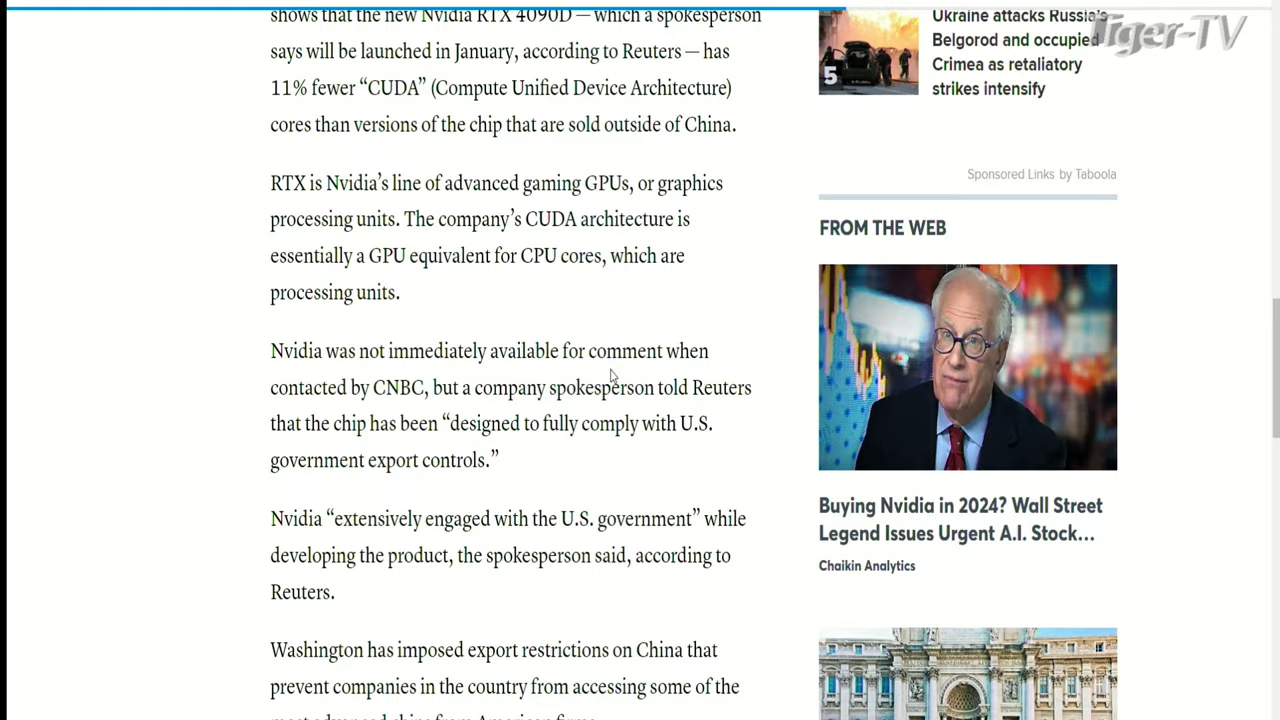 shows that the new Nvidia RTX 4090D — which a spokesperson
says will be launched in January, according to Reuters — has
11% fewer “CUDA” (Compute Unified Device Architecture)
cores than versions of the chip that are sold outside of China.
RTX is Nvidia’s line of advanced gaming GPUs, or graphics
processing units. The company’s CUDA architecture is
essentially a GPU equivalent for CPU cores, which are
processing units.
Nvidia was not immediately available for comment when
contacted by CNBC, but a company spokesperson told Reuters
that the chip has been “designed to fully comply with U.S.
government export controls.”
Nvidia “extensively engaged with the U.S. government” while
developing the product, the spokesperson said, according to
Reuters.
Washington has imposed export restrictions on China that
prevent companies in the country from accessing some of the
most advanced chips from American firms.
Tiger-TV
5
Ukraine attacks Russia’s
Belgorod and occupied
Crimea as retaliatory
strikes intensify
Sponsored Links by Taboola
FROM THE WEB
Buying Nvidia in 2024? Wall Street
Legend Issues Urgent A.I. Stock...
Chaikin Analytics